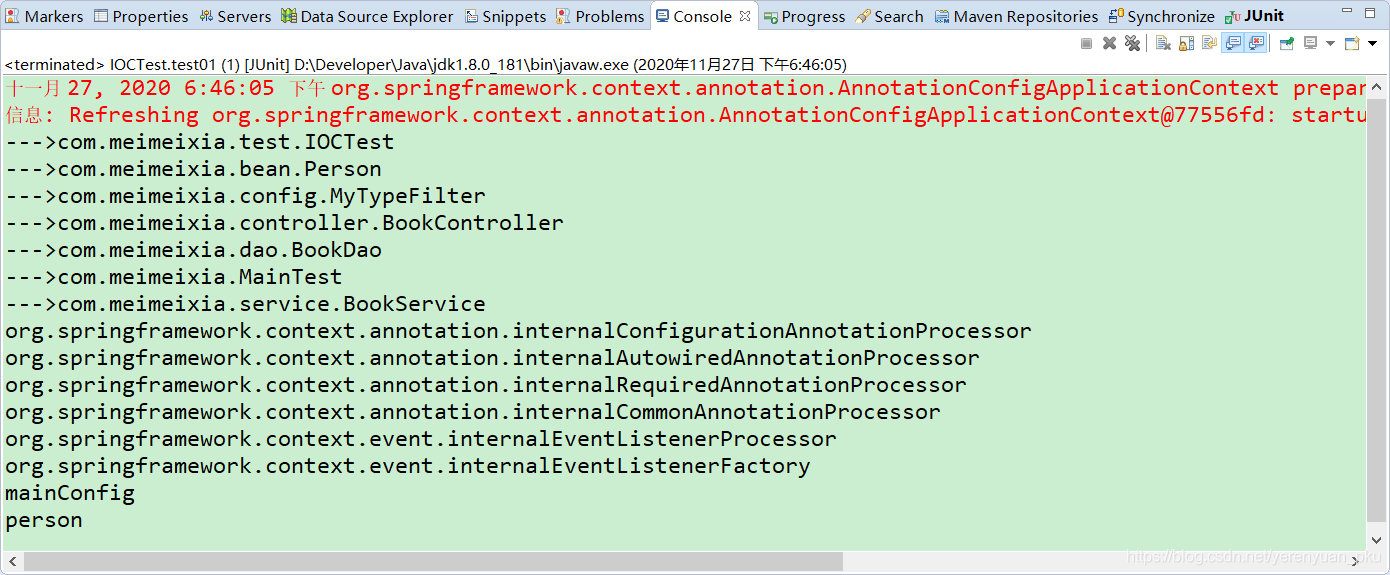 Markers Properties Servers Data Source Explorer Snippets Problems Console Progress Search Maven Repositories Synchronize JUnit
<terminated> IOCTest.test01 (1) [JUnit] D:\Developer\Java\jdk1.8.0_181\bin\javaw.exe (2020年11月27日 下午6:46:05)
十一月 27, 2020 6:46:05 下午 org.springframework.context.annotation.AnnotationConfigApplicationContext prepar
信息: Refreshing org.springframework.context.annotation.AnnotationConfigApplicationContext@77556fd: startu
--->com.meimeixia.test.IOCTest
--->com.meimeixia.bean.Person
--->com.meimeixia.config.MyTypeFilter
--->com.meimeixia.controller.BookController
--->com.meimeixia.dao.BookDao
--->com.meimeixia.MainTest
--->com.meimeixia.service.BookService
org.springframework.context.annotation.internalConfigurationAnnotationProcessor
org.springframework.context.annotation.internalAutowiredAnnotationProcessor
org.springframework.context.annotation.internalRequiredAnnotationProcessor
org.springframework.context.annotation.internalCommonAnnotationProcessor
org.springframework.context.event.internalEventListenerProcessor
org.springframework.context.event.internalEventListenerFactory
mainConfig
person
https://blog.csdn.net/yerenyuan_pku